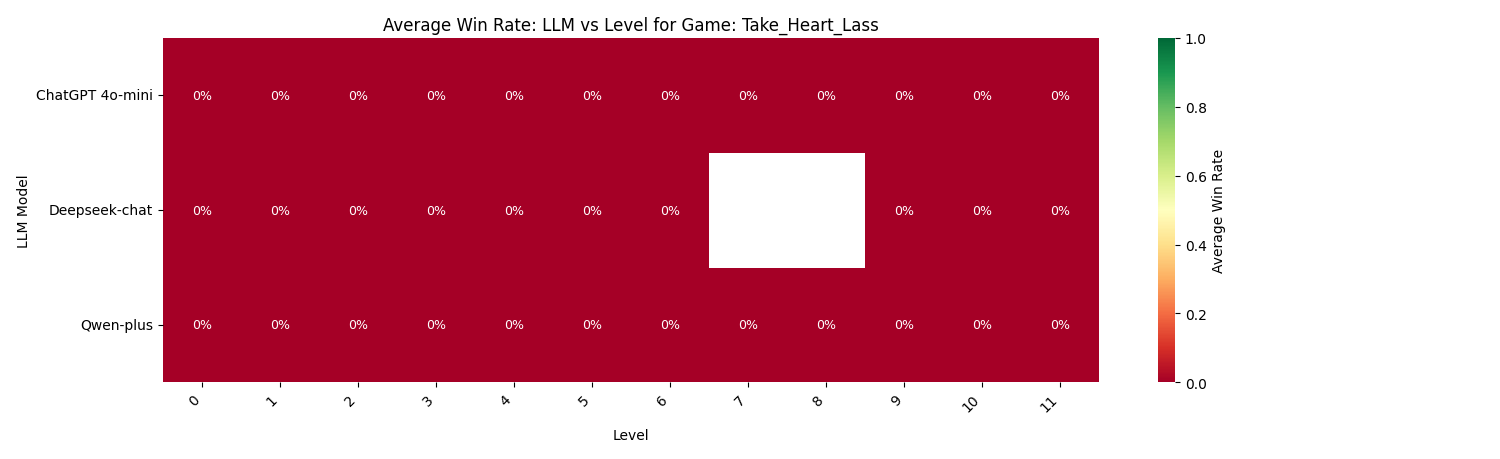 Average Win Rate: LLM vs Level for Game: Take_Heart_Lass
LLM Model
ChatGPT 4o-mini 0% 0% 0% 0% 0% 0% 0% 0% 0% 0% 0% 0%
Deepseek-chat 0% 0% 0% 0% 0% 0% 0% 0% 0% 0%
Qwen-plus 0% 0% 0% 0% 0% 0% 0% 0% 0% 0% 0% 0%
0 1 2 3 4 5 6 7 8 9 10 11
Level
1.0
0.8
0.6
0.4
0.2
0.0
Average Win Rate